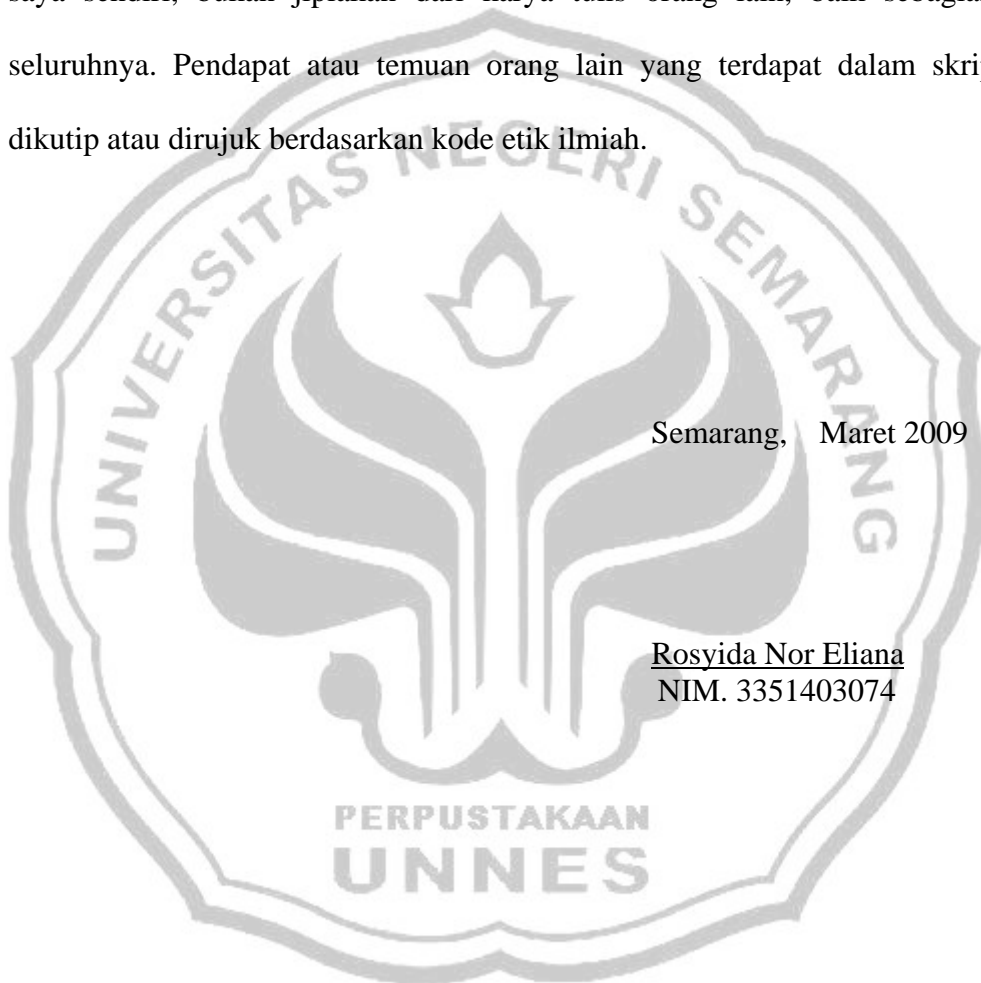 seluruhnya. Pendapat atau temuan orang lain yang terdapat dalam
dikutip atau dirujuk berdasarkan kode etik ilmiah.
UNIVERSITAS NEGERI SEMARANG
Semarang, Maret 2009
Rosyida Nor Eliana
NIM. 3351403074
PERPUSTAKAAN
UNNES